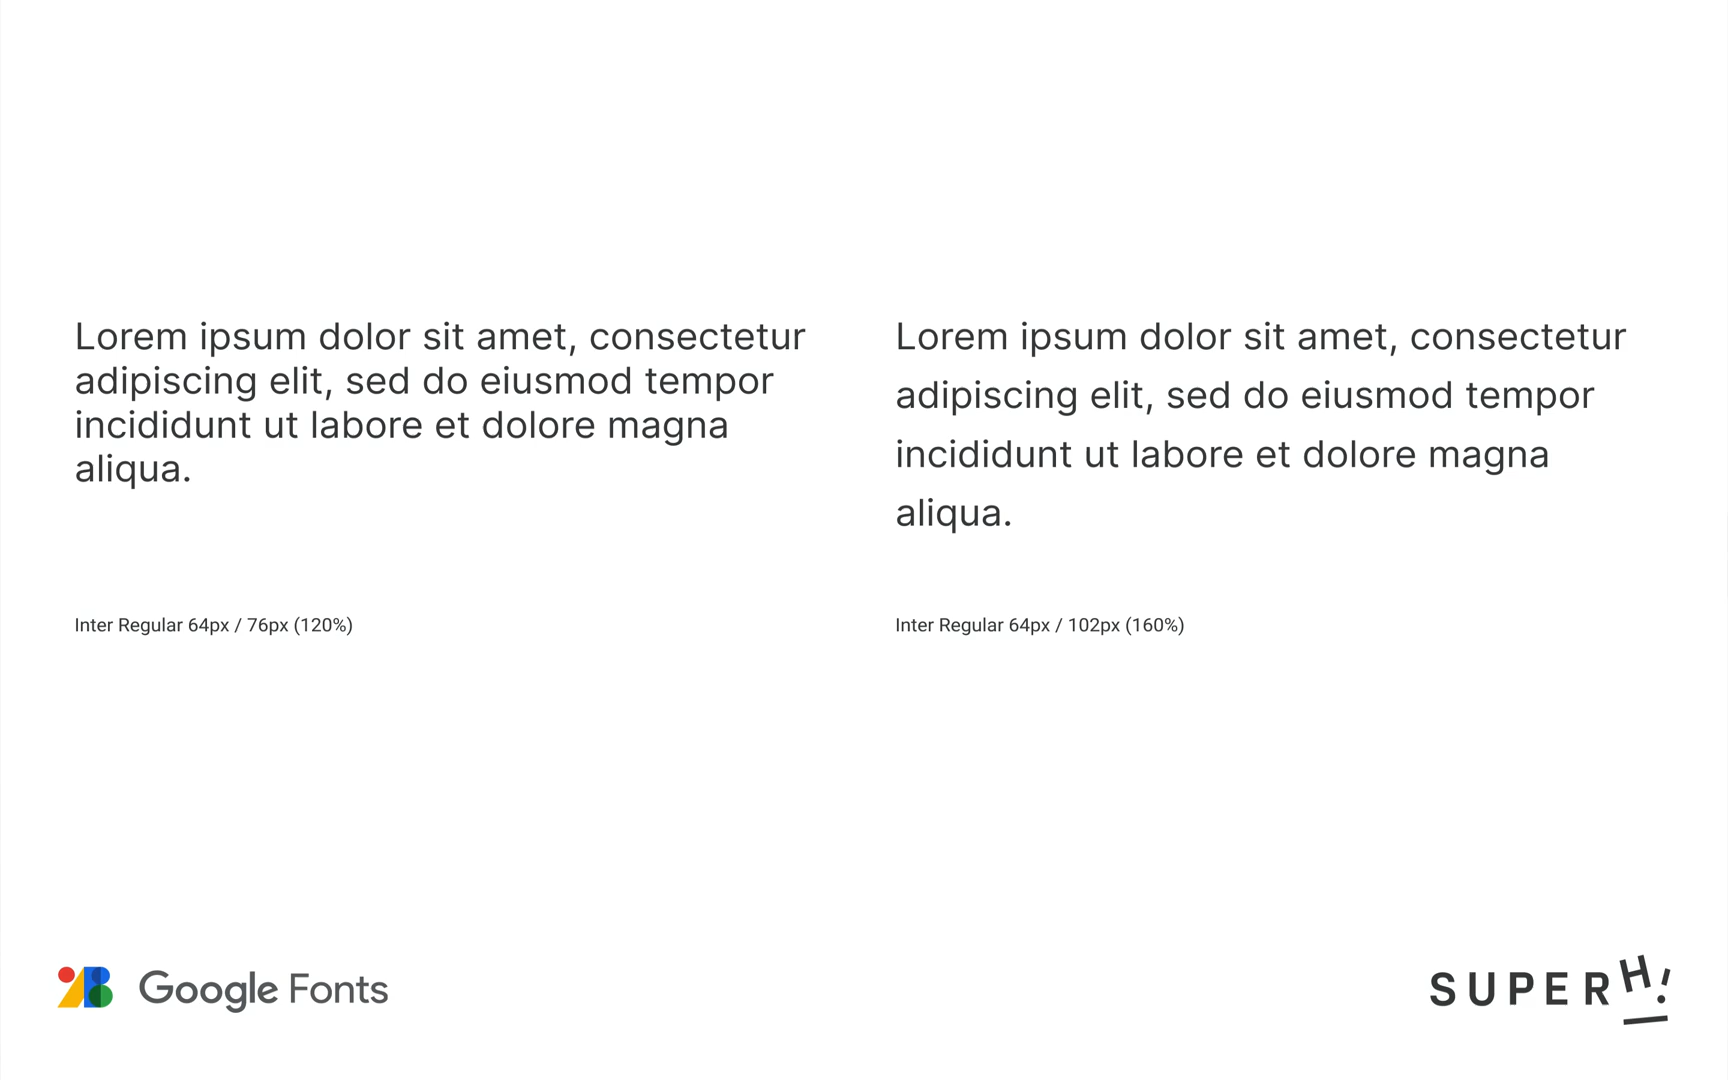 Lorem ipsum dolor sit amet, consectetur
adipiscing elit, sed do eiusmod tempor
incididunt ut labore et dolore magna
aliqua.
Inter Regular 64px / 76px (120%)
Lorem ipsum dolor sit amet, consectetur
adipiscing elit, sed do eiusmod tempor
incididunt ut labore et dolore magna
aliqua.
Inter Regular 64px / 102px (160%)
Google Fonts
SUPERH!